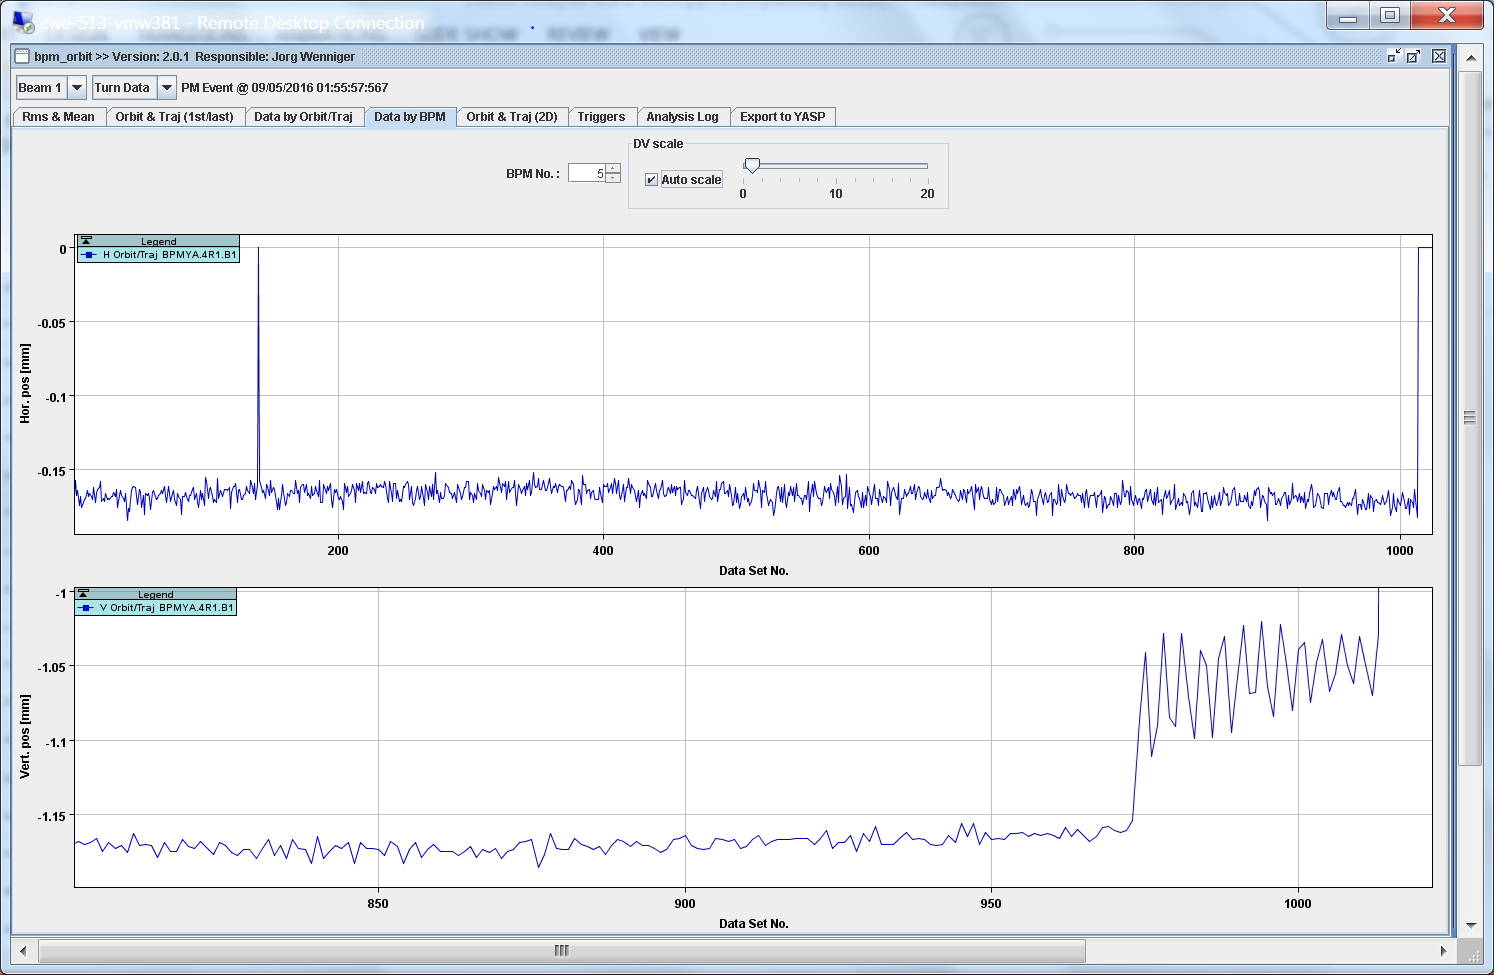 cwe-513-vmw381 - Remote Desktop Connection
SLIDE SHOW REVIEW VIEW
bpm_orbit >> Version: 2.0.1 Responsible: Jorg Wenniger
Beam 1 Turn Data PM Event @ 09/05/2016 01:55:57:567
Rms & Mean Orbit & Traj (1st/last) Data by Orbit/Traj Data by BPM Orbit & Traj (2D) Triggers Analysis Log Export to YASP
DV scale
BPM No. : 5
Auto scale
0 10 20
Legend
H Orbit/Traj BPMYA.4R1.B1
0
-0.05
-0.1
-0.15
Hor. pos [mm]
200 400 600 800 1000
Data Set No.
Legend
V Orbit/Traj BPMYA.4R1.B1
-1
-1.05
-1.1
-1.15
Vert. pos [mm]
850 900 950 1000
Data Set No.